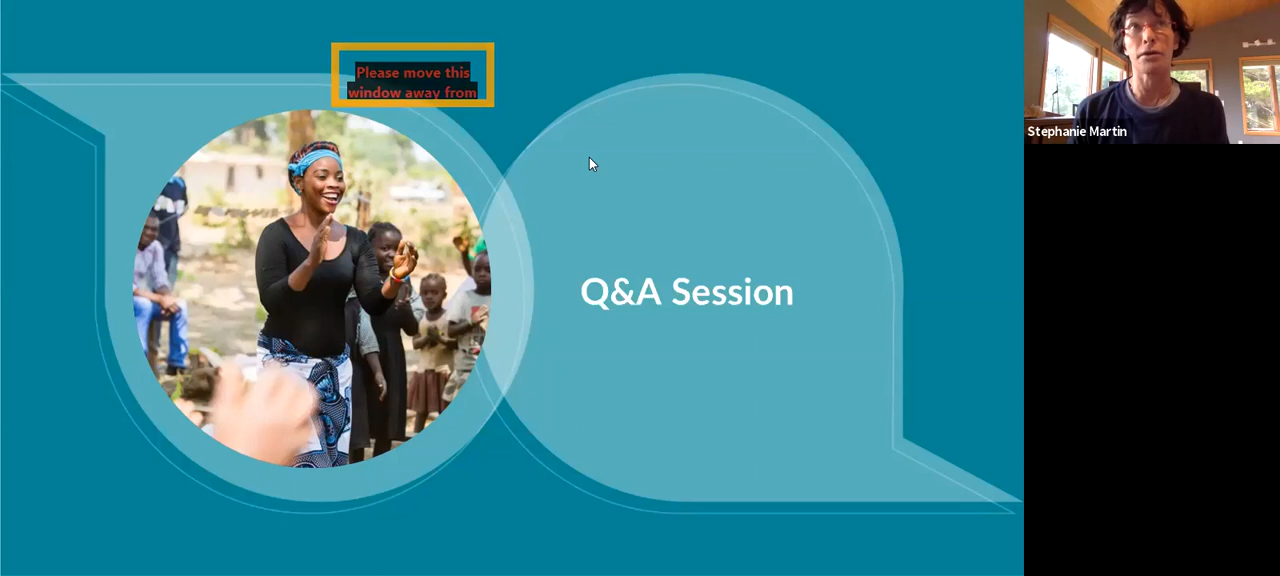 Please move this
window away from
Q&A Session
Stephanie Martin